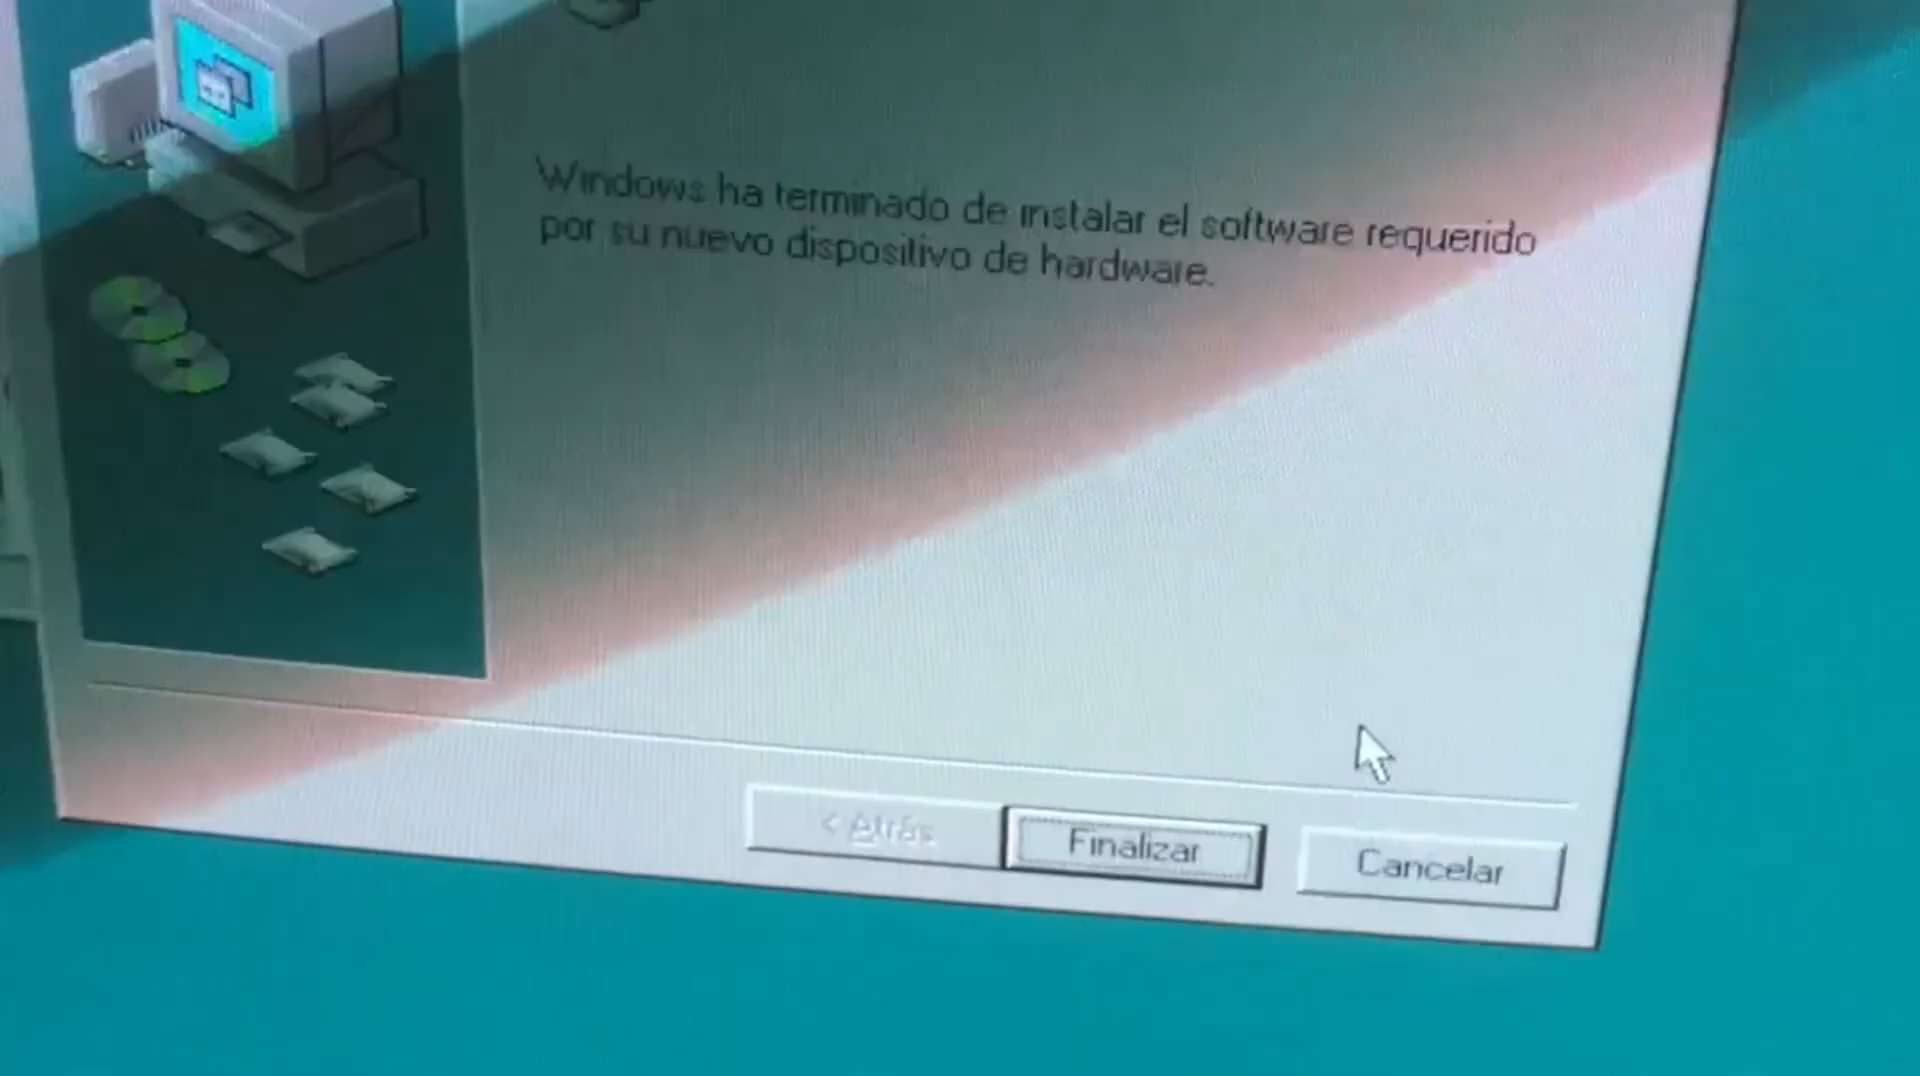 Windows ha terminado de instalar el software requerido
por su nuevo dispositivo de hardware.
< Atrás
Finalizar
Cancelar